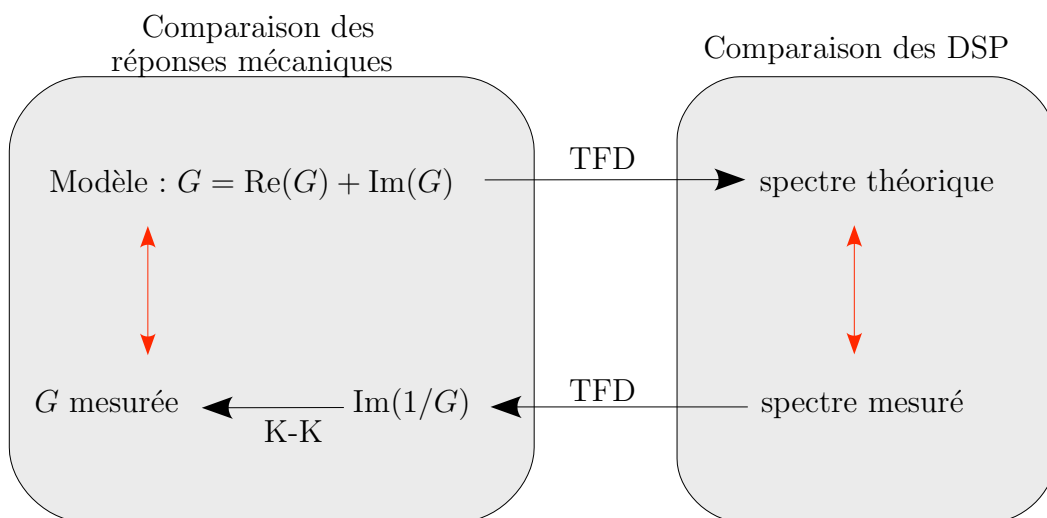 Comparaison des
réponses mécaniques
Comparaison des DSP
Modèle : G = Re(G) + Im(G)
TFD
spectre théorique
G mesurée
K-K
Im(1/G)
TFD
spectre mesuré